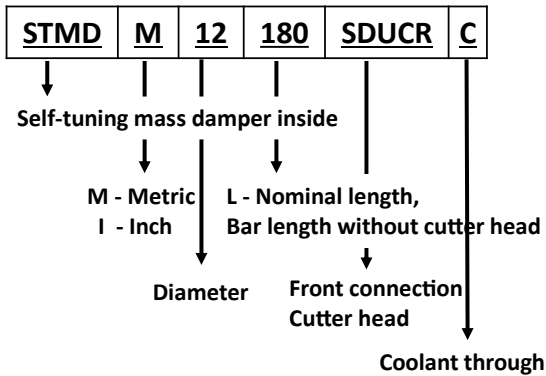 STMD M 12 180 SDUCR C
Self-tuning mass damper inside
M - Metric
I - Inch
L - Nominal length,
Bar length without cutter head
Diameter
Front connection
Cutter head
Coolant through